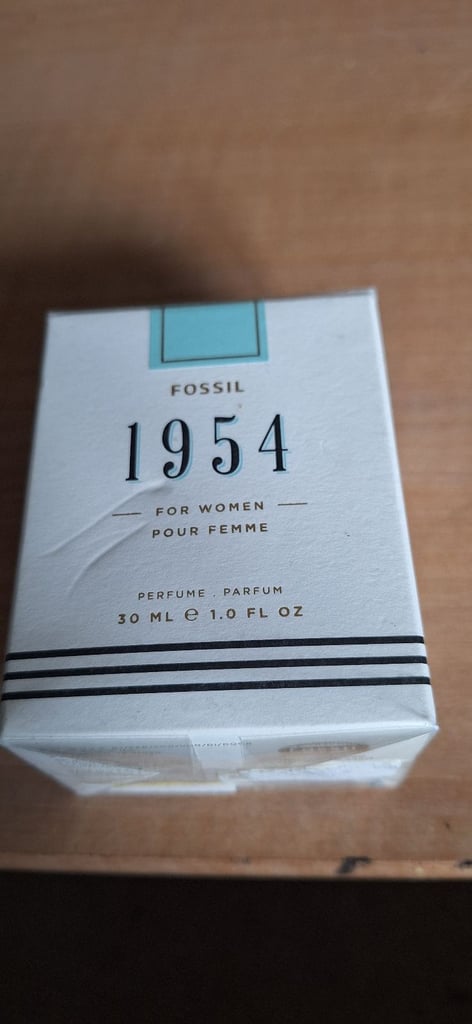 FOSSIL
1954
FOR WOMEN
POUR FEMME
PERFUME . PARFUM
30 ML ℮ 1.0 FL OZ